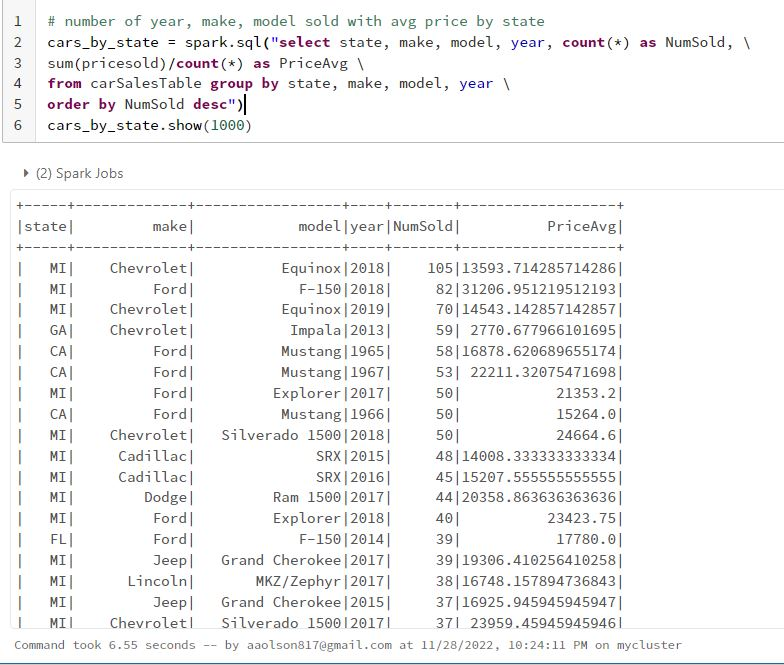 1 # number of year, make, model sold with avg price by state
2 cars_by_state = spark.sql("select state, make, model, year, count(*) as NumSold, \
3 sum(pricesold)/count(*) as PriceAvg \
4 from carSalesTable group by state, make, model, year \
5 order by NumSold desc")
6 cars_by_state.show(1000)
(2) Spark Jobs
+-----+-------------+------------------+----+-------+------------------+
|state|         make|             model|year|NumSold|          PriceAvg|
+-----+-------------+------------------+----+-------+------------------+
|   MI|    Chevrolet|           Equinox|2018|    105|13593.714285714286|
|   MI|         Ford|             F-150|2018|     82|31206.951219512193|
|   MI|    Chevrolet|           Equinox|2019|     70|14543.142857142857|
|   GA|    Chevrolet|            Impala|2013|     59| 2770.677966101695|
|   CA|         Ford|           Mustang|1965|     58|16878.620689655174|
|   CA|         Ford|           Mustang|1967|     53| 22211.32075471698|
|   MI|         Ford|          Explorer|2017|     50|           21353.2|
|   CA|         Ford|           Mustang|1966|     50|           15264.0|
|   MI|    Chevrolet|    Silverado 1500|2018|     50|           24664.6|
|   MI|     Cadillac|               SRX|2015|     48|14008.333333333334|
|   MI|     Cadillac|               SRX|2016|     45|15207.555555555555|
|   MI|        Dodge|          Ram 1500|2017|     44|20358.863636363636|
|   MI|         Ford|          Explorer|2018|     40|          23423.75|
|   FL|         Ford|             F-150|2014|     39|           17780.0|
|   MI|         Jeep|    Grand Cherokee|2017|     39|19306.410256410258|
|   MI|      Lincoln|        MKZ/Zephyr|2017|     38|16748.157894736843|
|   MI|         Jeep|    Grand Cherokee|2015|     37|16925.945945945947|
|   MI|    Chevrolet|    Silverado 1500|2017|     37| 23959.45945945946|
Command took 6.55 seconds -- by aaolson817@gmail.com at 11/28/2022, 10:24:11 PM on mycluster